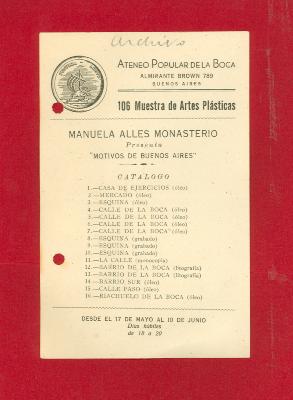 Archivo
ATENEO POPULAR DE LA BOCA
ALMIRANTE BROWN 789
BUENOS AIRES
106 Muestra de Artes Plásticas
MANUELA ALLES MONASTERIO
Presenta
"MOTIVOS DE BUENOS AIRES"
CATALOGO
1.—CASA DE EJERCICIOS (óleo)
2.—MERCADO (óleo)
3.—ESQUINA (óleo)
4.—CALLE DE LA BOCA (óleo)
5.—CALLE DE LA BOCA (óleo)
6.—CALLE DE LA BOCA (óleo)
7.—CALLE DE LA BOCA (óleo)
8.—ESQUINA (grabado)
9.—ESQUINA (grabado)
10.—ESQUINA (grabado)
11.—LA CALLE (monocopia)
12.—BARRIO DE LA BOCA (litografía)
13.—BARRIO DE LA BOCA (litografía)
14.—BARRIO SUR (óleo)
15.—CALLE PASO (óleo)
16.—RIACHUELO DE LA BOCA (óleo)
DESDE EL 17 DE MAYO AL 10 DE JUNIO
Días hábiles
de 18 a 20